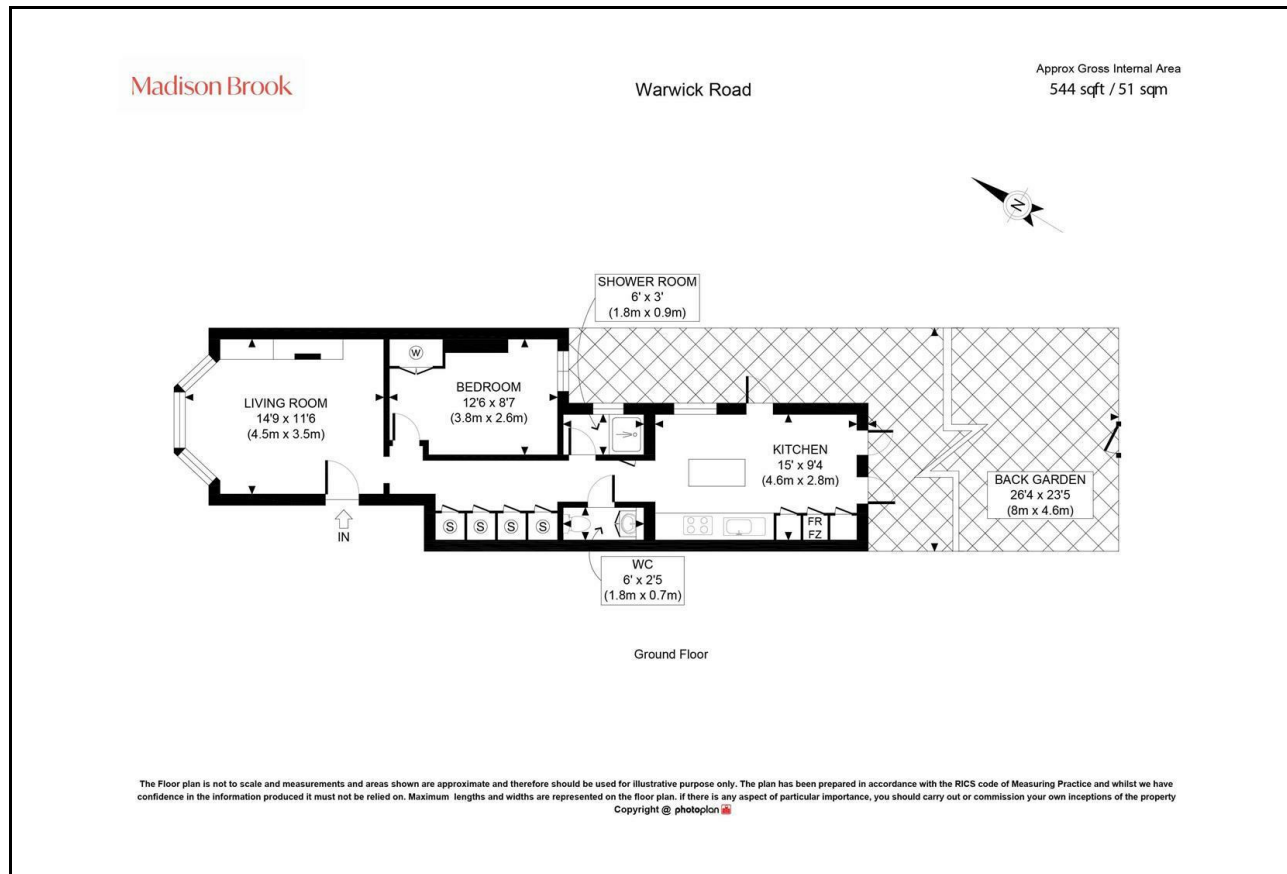 Madison Brook
Warwick Road
Approx Gross Internal Area
544 sqft / 51 sqm
N
SHOWER ROOM
6' x 3'
(1.8m x 0.9m)
W
BEDROOM
12'6 x 8'7
(3.8m x 2.6m)
LIVING ROOM
14'9 x 11'6
(4.5m x 3.5m)
KITCHEN
15' x 9'4
(4.6m x 2.8m)
BACK GARDEN
26'4 x 23'5
(8m x 4.6m)
S S S S
FR
FZ
IN
WC
6' x 2'5
(1.8m x 0.7m)
Ground Floor
The Floor plan is not to scale and measurements and areas shown are approximate and therefore should be used for illustrative purpose only. The plan has been prepared in accordance with the RICS code of Measuring Practice and whilst we have
confidence in the information produced it must not be relied on. Maximum lengths and widths are represented on the floor plan. if there is any aspect of particular importance, you should carry out or commission your own inceptions of the property
Copyright @ photoplan